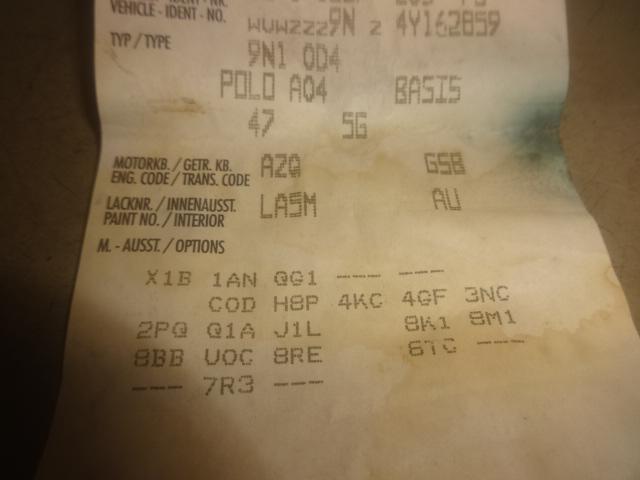 VEHICLE - IDENT - NO.
WVWZZZ9N Z 4Y162859
TYP / TYPE
9N1 0D4
POLO A04 BASIS
47 5G
MOTORKB. / GETR. KB. AZQ GSB
ENG. CODE / TRANS. CODE
LACKNR. / INNENAUSST. LA5M AU
PAINT NO. / INTERIOR
M. - AUSST. / OPTIONS
X1B 1AN QG1 --- ---
C0D H8P 4KC 4GF 3NC
2PQ Q1A J1L 8K1 8M1
8BB U0C 8RE 6TC ---
--- 7R3 ---